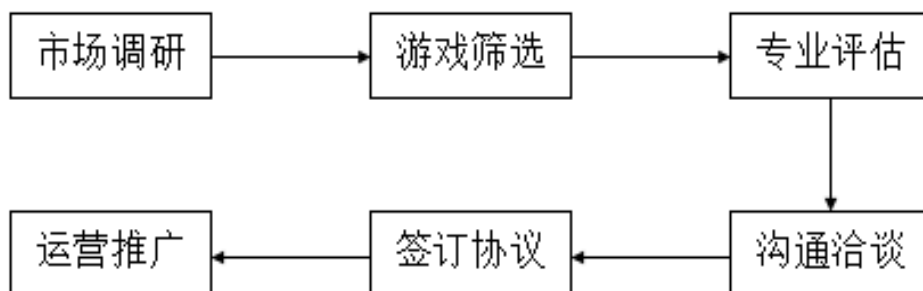 市场调研
游戏筛选
专业评估
沟通洽谈
签订协议
运营推广